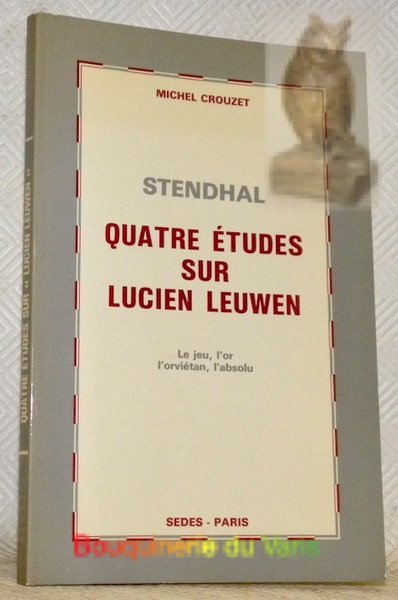 MICHEL CROUZET
STENDHAL
QUATRE ÉTUDES
SUR
LUCIEN LEUWEN
Le jeu, l'or
l'orviétan, l'absolu
SEDES - PARIS
Bouquinerie du Varis
QUATRE ÉTUDES SUR « LUCIEN LEUWEN »